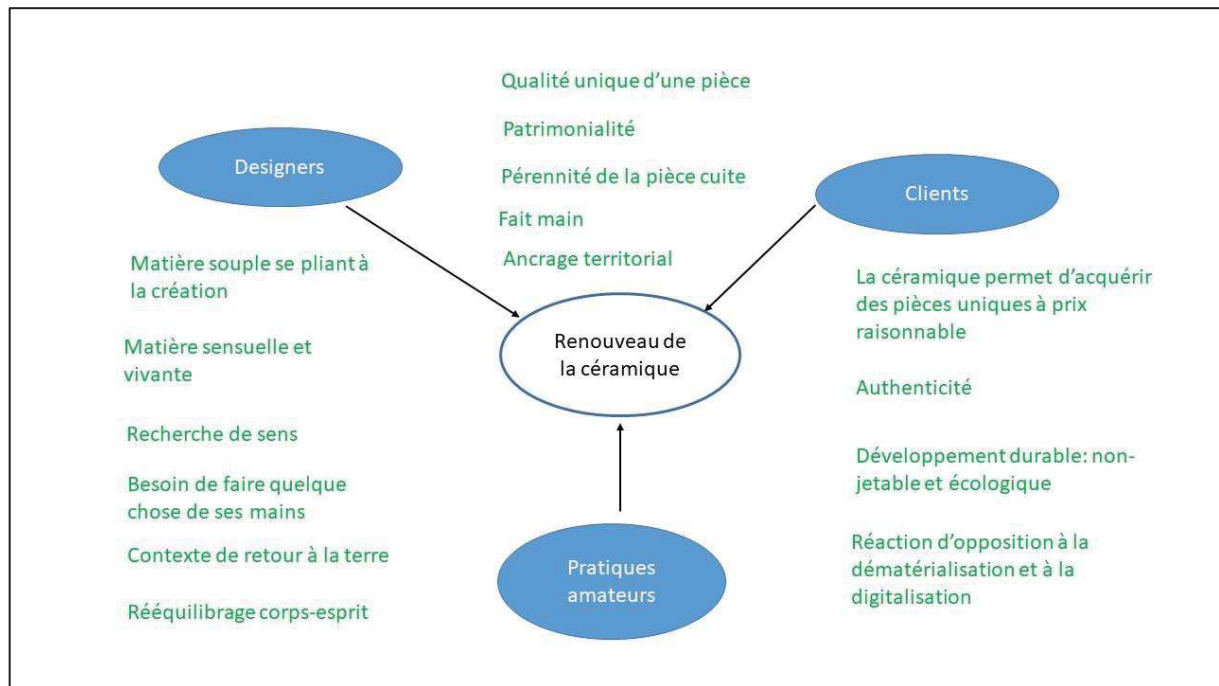 Qualité unique d'une pièce
Patrimonialité
Pérennité de la pièce cuite
Fait main
Ancrage territorial
Designers
Clients
Matière souple se pliant à
la création
Matière sensuelle et
vivante
Recherche de sens
Besoin de faire quelque
chose de ses mains
Contexte de retour à la terre
Rééquilibrage corps-esprit
Renouveau de
la céramique
La céramique permet d'acquérir
des pièces uniques à prix
raisonnable
Authenticité
Développement durable: non-
jetable et écologique
Réaction d'opposition à la
dématérialisation et à la
digitalisation
Pratiques
amateurs